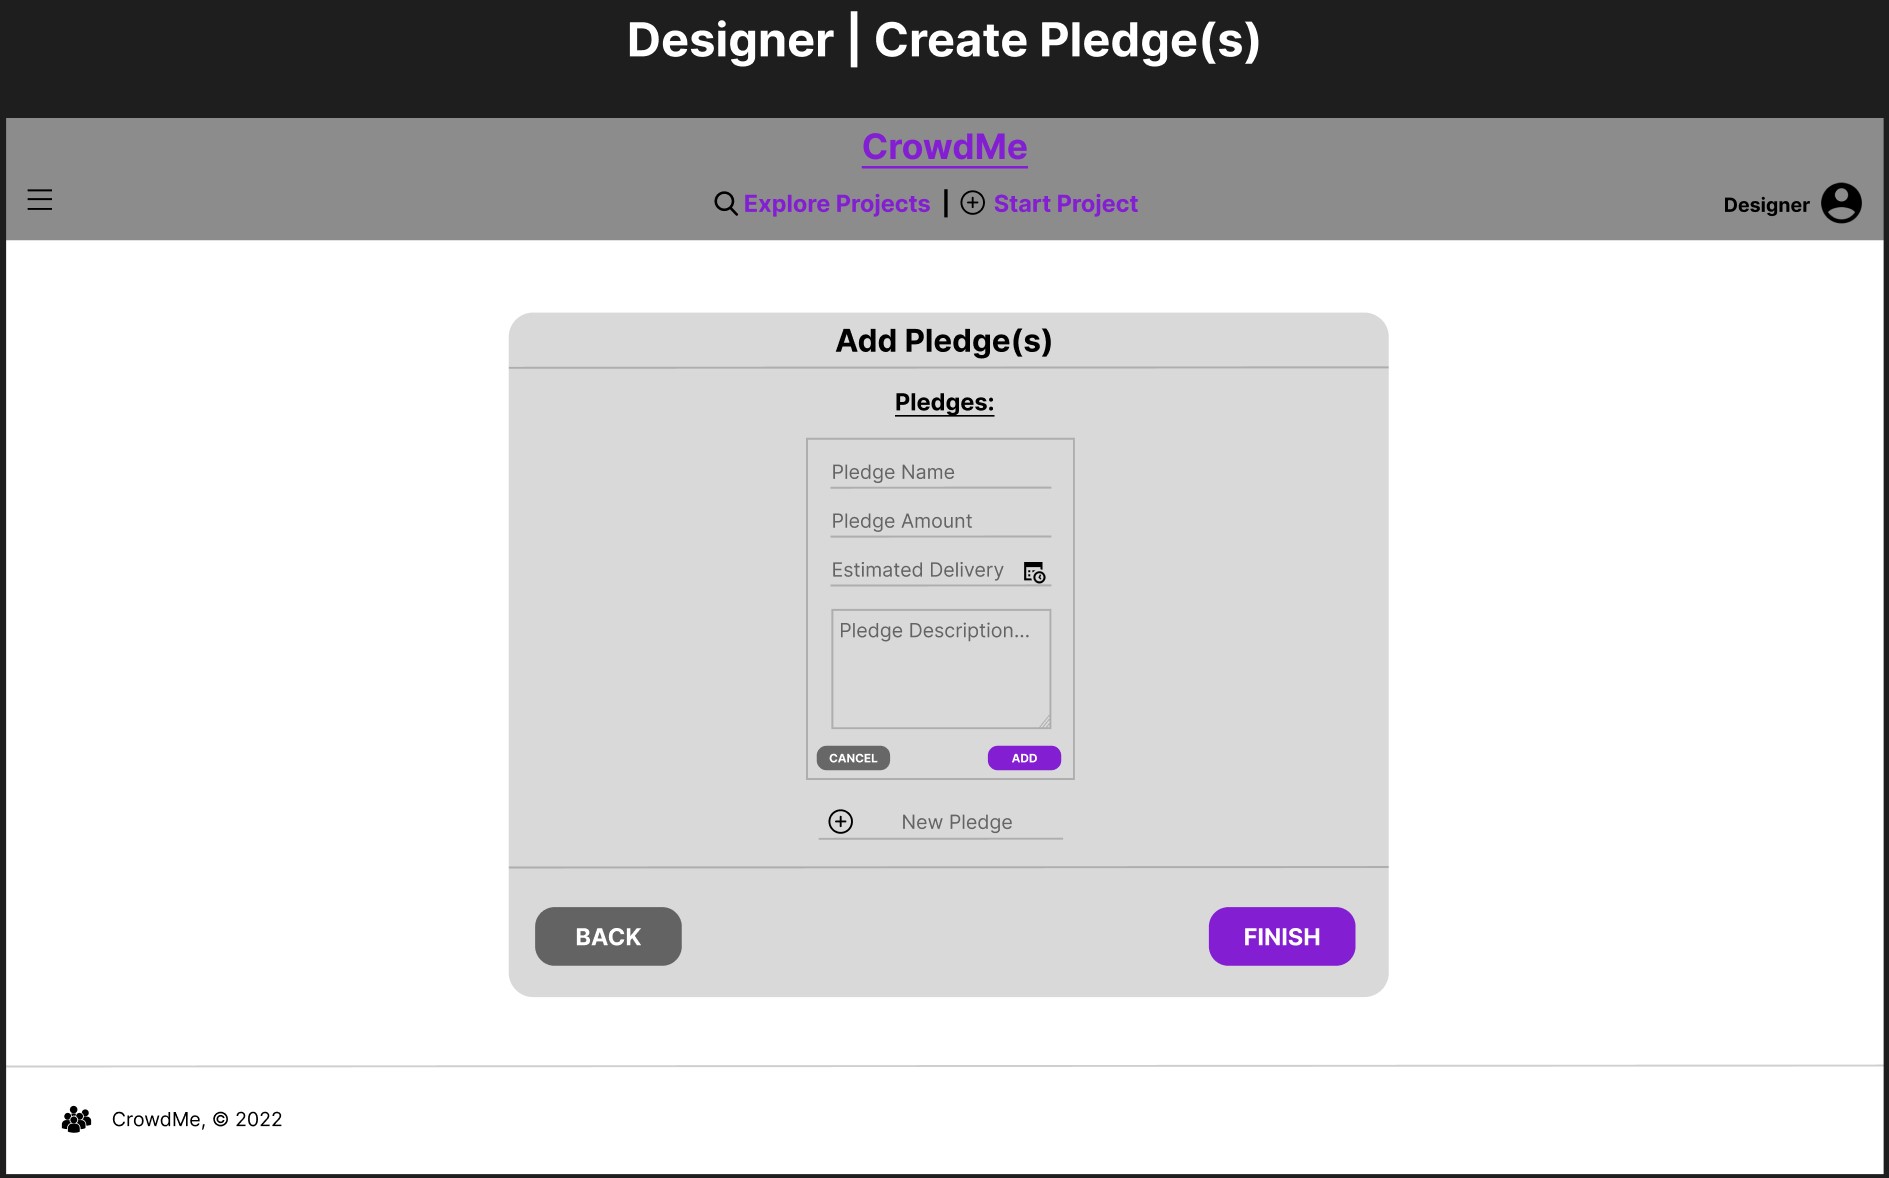 Designer | Create Pledge(s)
CrowdMe
Explore Projects | Start Project
Designer
Add Pledge(s)
Pledges:
Pledge Name
Pledge Amount
Estimated Delivery
Pledge Description...
CANCEL ADD
New Pledge
BACK FINISH
CrowdMe, © 2022